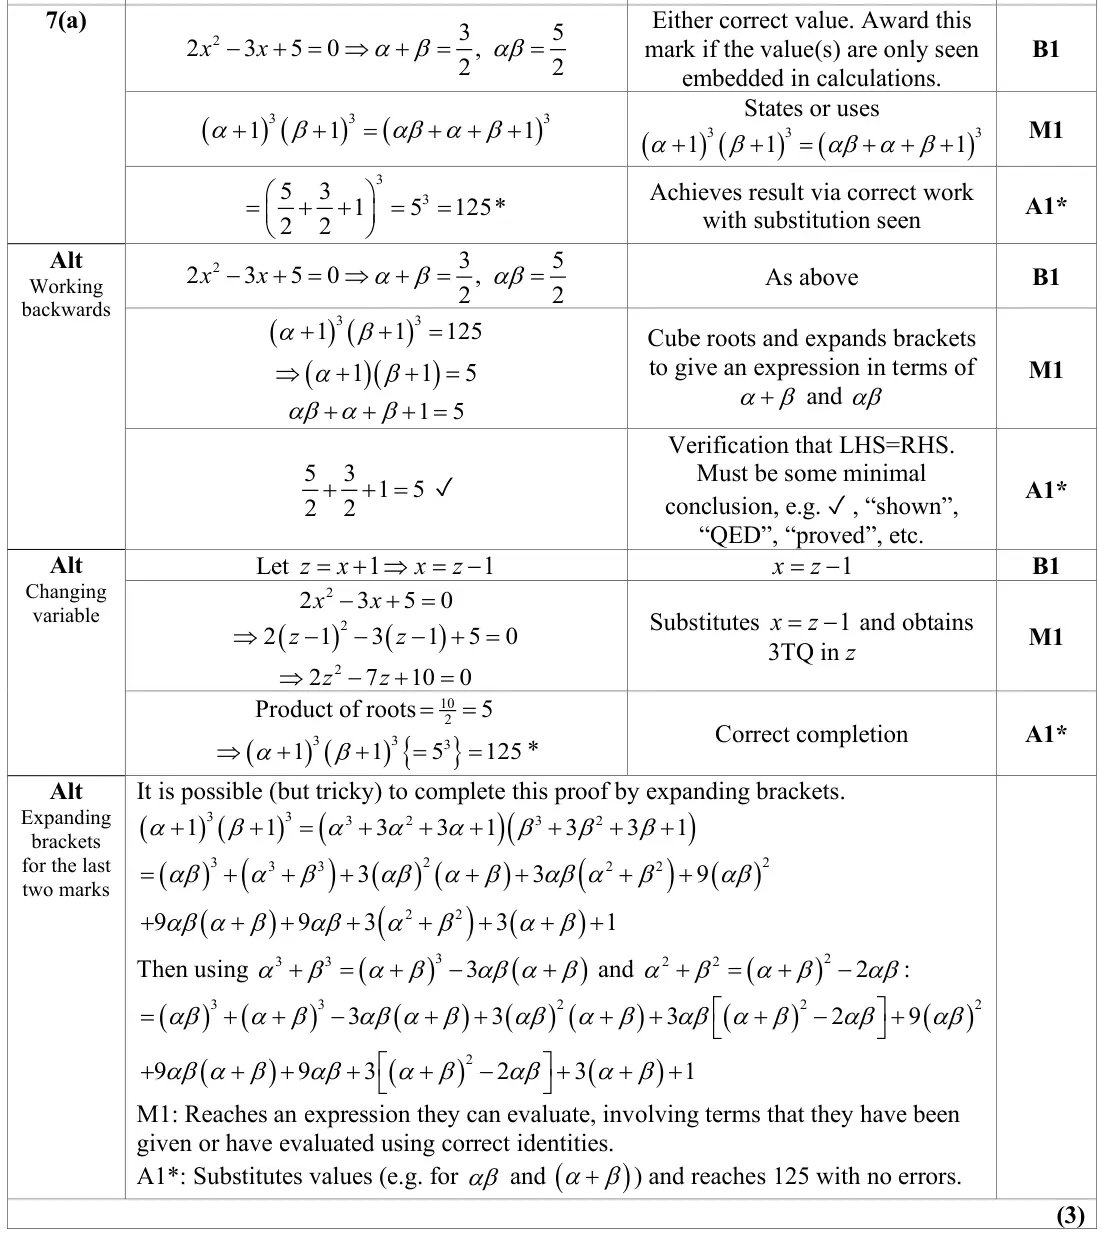 7(a)
2x² − 3x + 5 = 0 ⇒ α + β = 3/2, αβ = 5/2
Either correct value. Award this
mark if the value(s) are only seen
embedded in calculations.
B1
(α + 1)³(β + 1)³ = (αβ + α + β + 1)³
States or uses
(α + 1)³(β + 1)³ = (αβ + α + β + 1)³
M1
= (5/2 + 3/2 + 1)³ = 5³ = 125 *
Achieves result via correct work
with substitution seen
A1*
Alt
Working
backwards
2x² − 3x + 5 = 0 ⇒ α + β = 3/2, αβ = 5/2
As above
B1
(α + 1)³(β + 1)³ = 125
⇒ (α + 1)(β + 1) = 5
αβ + α + β + 1 = 5
Cube roots and expands brackets
to give an expression in terms of
α + β and αβ
M1
5/2 + 3/2 + 1 = 5 ✓
Verification that LHS=RHS.
Must be some minimal
conclusion, e.g. ✓ , “shown”,
“QED”, “proved”, etc.
A1*
Alt
Changing
variable
Let z = x + 1 ⇒ x = z − 1
x = z − 1
B1
2x² − 3x + 5 = 0
⇒ 2(z − 1)² − 3(z − 1) + 5 = 0
⇒ 2z² − 7z + 10 = 0
Substitutes x = z − 1 and obtains
3TQ in z
M1
Product of roots = 10/2 = 5
⇒ (α + 1)³(β + 1)³ {= 5³} = 125 *
Correct completion
A1*
Alt
Expanding
brackets
for the last
two marks
It is possible (but tricky) to complete this proof by expanding brackets.
(α + 1)³(β + 1)³ = (α³ + 3α² + 3α + 1)(β³ + 3β² + 3β + 1)
= (αβ)³ + (α³ + β³) + 3(αβ)²(α + β) + 3αβ(α² + β²) + 9(αβ)²
+9αβ(α + β) + 9αβ + 3(α² + β²) + 3(α + β) + 1
Then using α³ + β³ = (α + β)³ − 3αβ(α + β) and α² + β² = (α + β)² − 2αβ :
= (αβ)³ + (α + β)³ − 3αβ(α + β) + 3(αβ)²(α + β) + 3αβ[(α + β)² − 2αβ] + 9(αβ)²
+9αβ(α + β) + 9αβ + 3[(α + β)² − 2αβ] + 3(α + β) + 1
M1: Reaches an expression they can evaluate, involving terms that they have been
given or have evaluated using correct identities.
A1*: Substitutes values (e.g. for αβ and (α + β)) and reaches 125 with no errors.
(3)